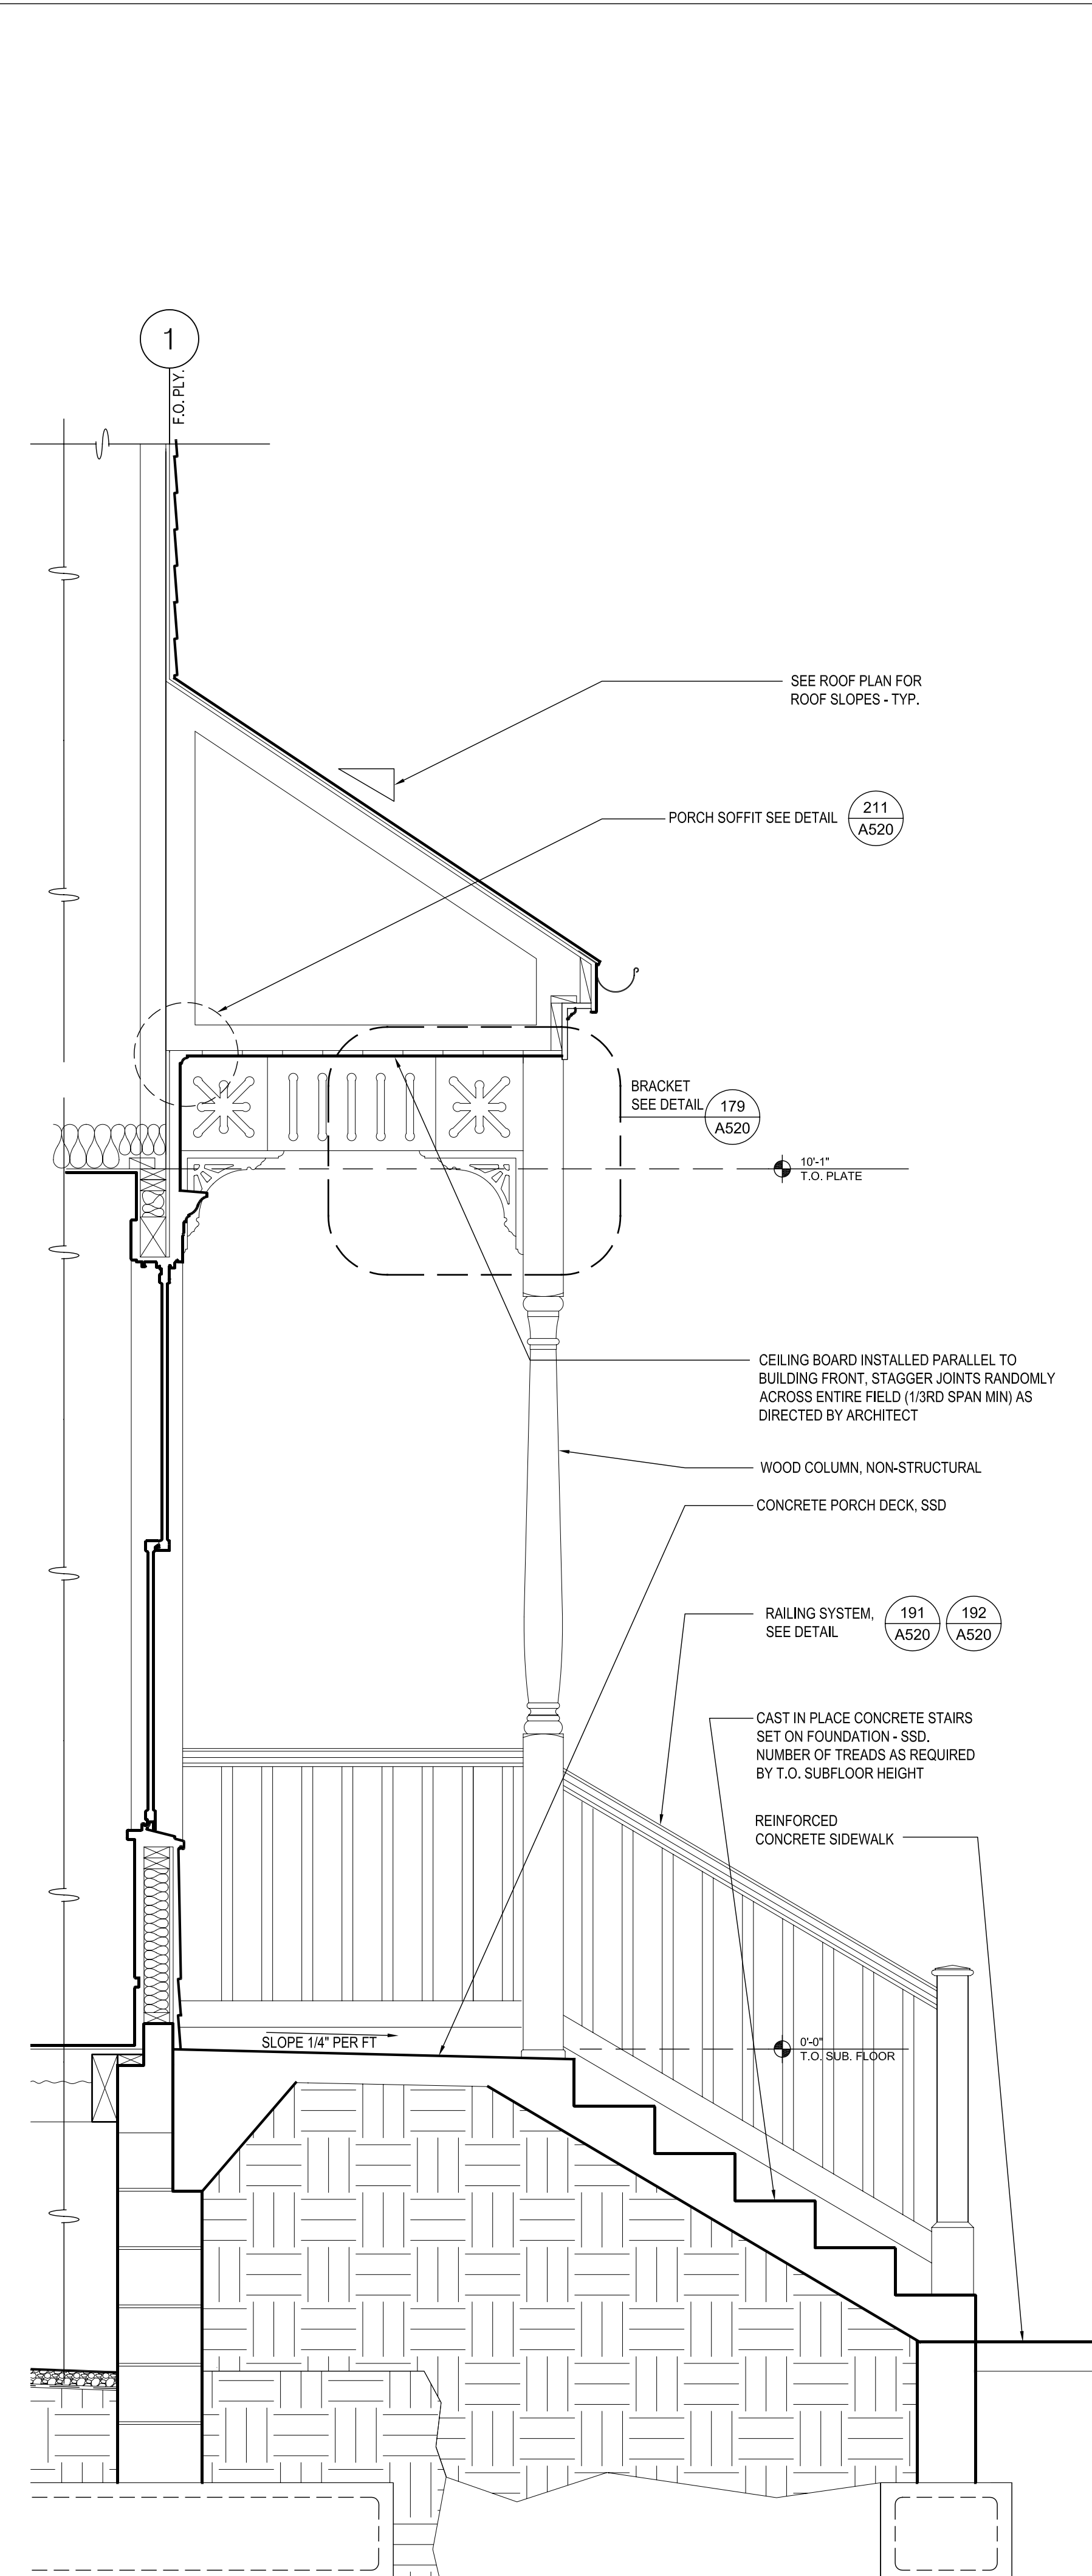 1
F.O. PLY.
SEE ROOF PLAN FOR
ROOF SLOPES - TYP.
PORCH SOFFIT SEE DETAIL
211
A520
BRACKET
SEE DETAIL
179
A520
10'-1"
T.O. PLATE
CEILING BOARD INSTALLED PARALLEL TO
BUILDING FRONT, STAGGER JOINTS RANDOMLY
ACROSS ENTIRE FIELD (1/3RD SPAN MIN) AS
DIRECTED BY ARCHITECT
WOOD COLUMN, NON-STRUCTURAL
CONCRETE PORCH DECK, SSD
RAILING SYSTEM,
SEE DETAIL
191
A520
192
A520
CAST IN PLACE CONCRETE STAIRS
SET ON FOUNDATION - SSD.
NUMBER OF TREADS AS REQUIRED
BY T.O. SUBFLOOR HEIGHT
REINFORCED
CONCRETE SIDEWALK
SLOPE 1/4" PER FT
0'-0"
T.O. SUB. FLOOR